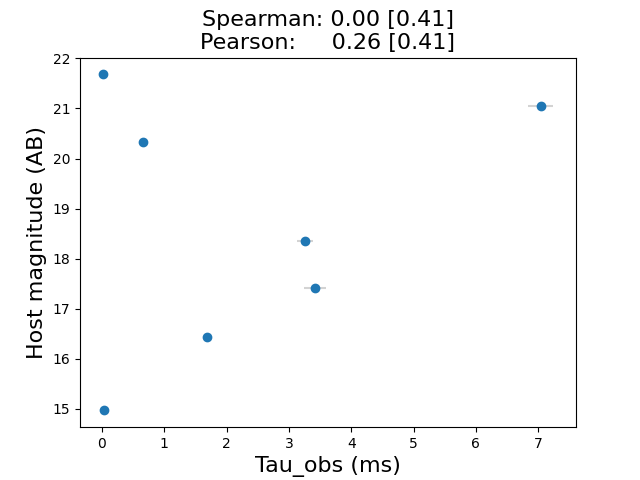 Spearman: 0.00 [0.41]
Pearson: 0.26 [0.41]
22
21
20
19
18
17
16
15
Host magnitude (AB)
0 1 2 3 4 5 6 7
Tau_obs (ms)